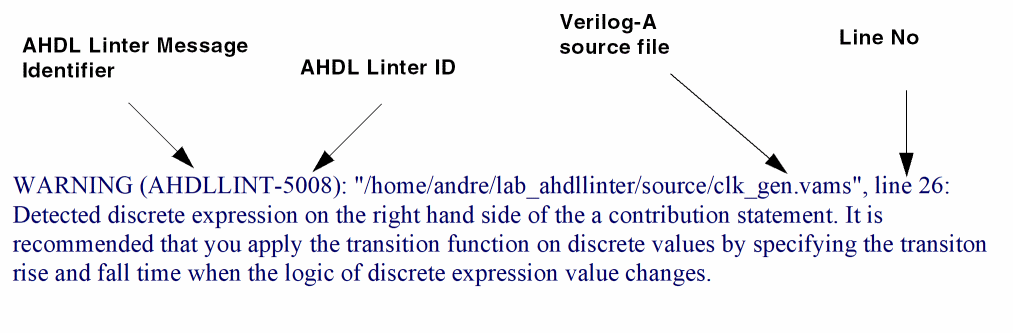 AHDL Linter Message
Identifier
AHDL Linter ID
Verilog-A
source file
Line No
WARNING (AHDLLINT-5008): "/home/andre/lab_ahdllinter/source/clk_gen.vams", line 26:
Detected discrete expression on the right hand side of the a contribution statement. It is
recommended that you apply the transition function on discrete values by specifying the transiton
rise and fall time when the logic of discrete expression value changes.